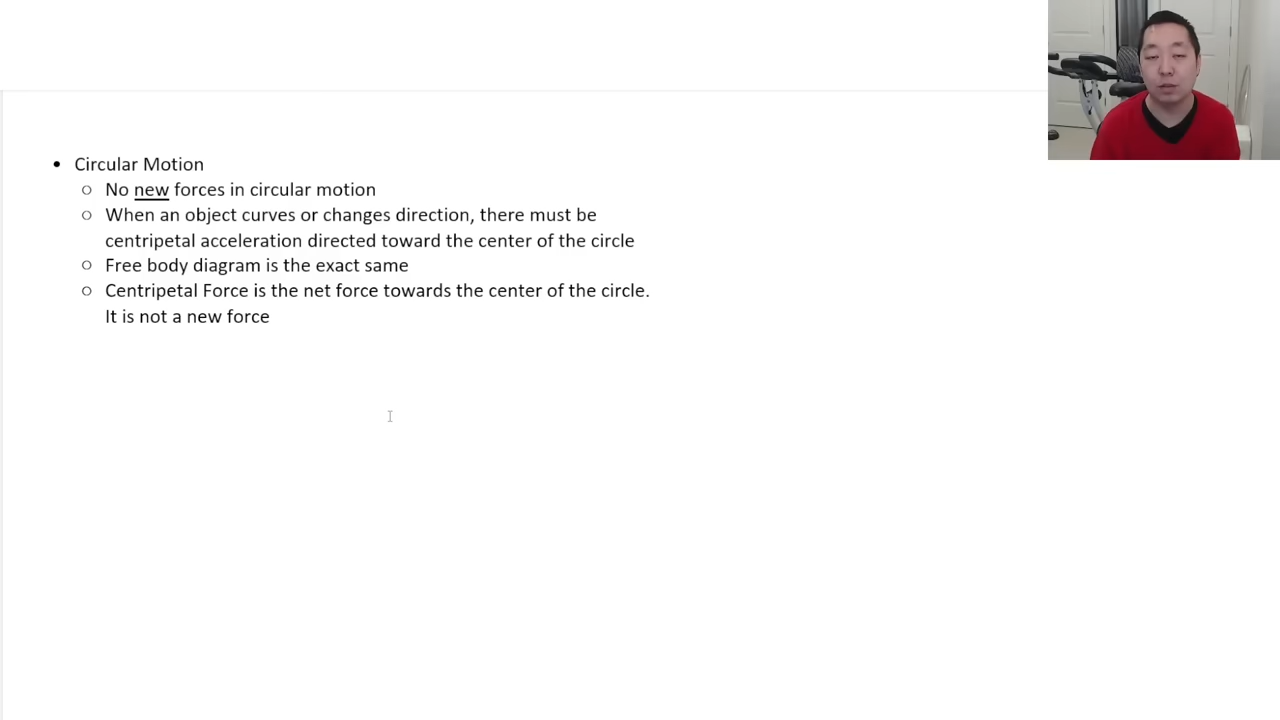 • Circular Motion
○ No new forces in circular motion
○ When an object curves or changes direction, there must be
centripetal acceleration directed toward the center of the circle
○ Free body diagram is the exact same
○ Centripetal Force is the net force towards the center of the circle.
It is not a new force